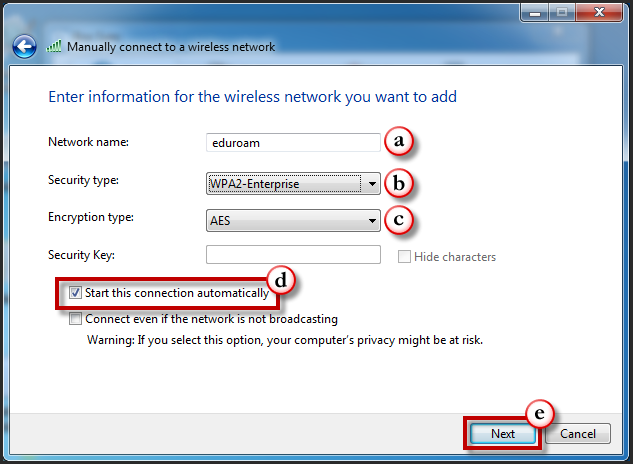 Manually connect to a wireless network
Enter information for the wireless network you want to add
Network name: eduroam a
Security type: WPA2-Enterprise b
Encryption type: AES c
Security Key: Hide characters
d
Start this connection automatically
Connect even if the network is not broadcasting
Warning: If you select this option, your computer's privacy might be at risk.
e
Next Cancel